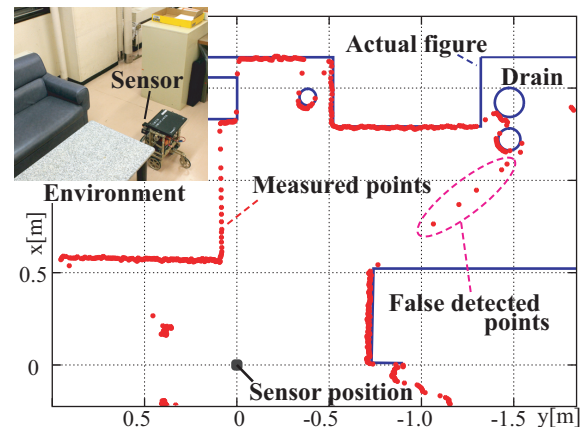 Actual figure
Drain
Sensor
Environment
Measured points
x[m]
0.5
False detected
points
0
Sensor position
0.5
0
-0.5
-1.0
-1.5
y[m]